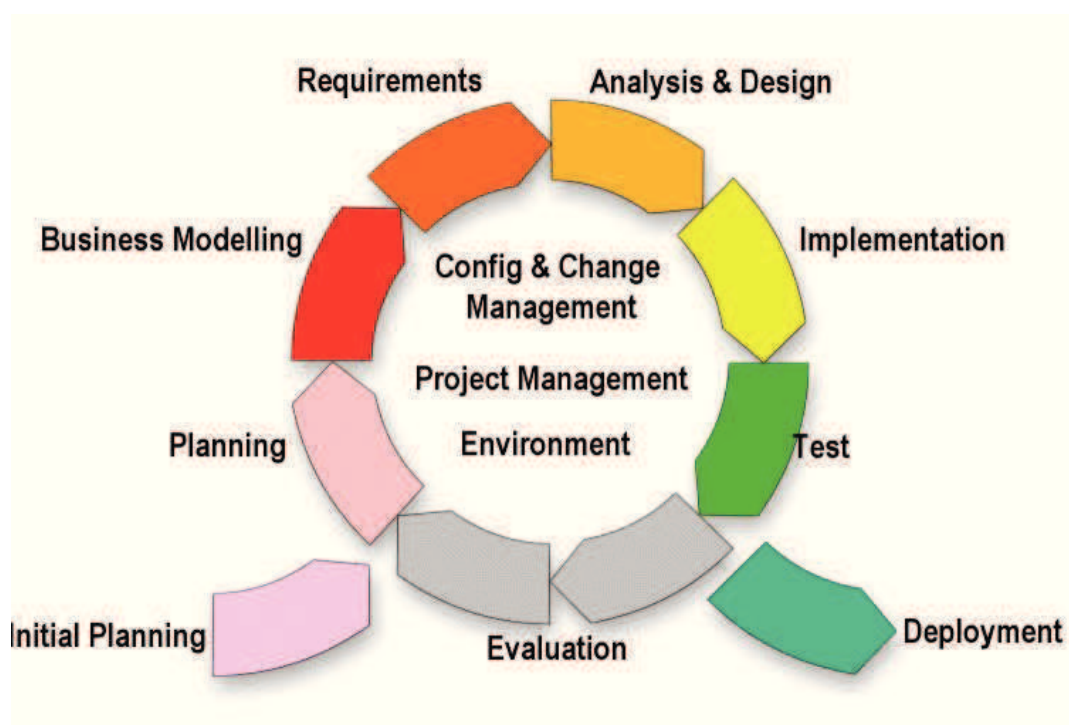 Requirements
Analysis & Design
Business Modelling
Implementation
Config & Change
Management
Project Management
Planning
Environment
Test
Initial Planning
Evaluation
Deployment